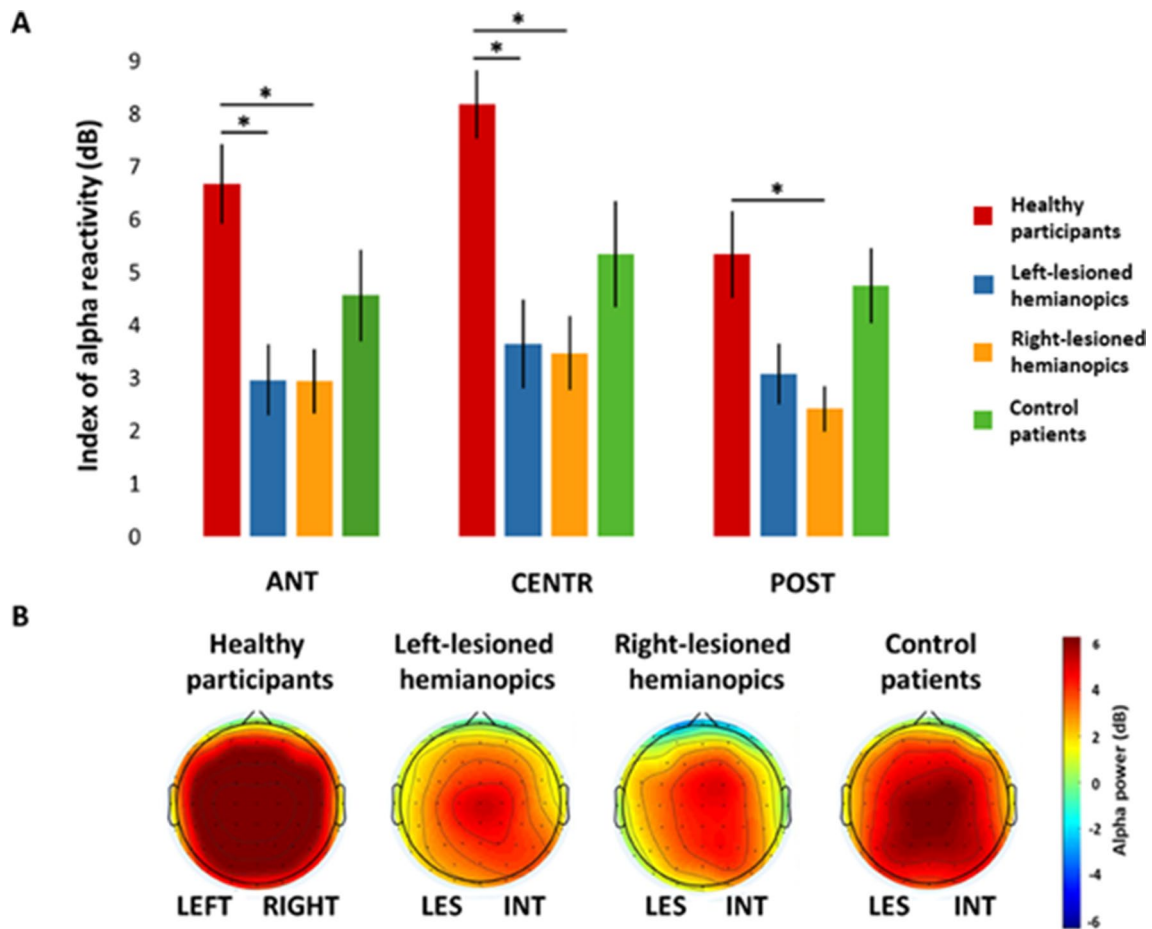 A
*
*
*
*
*
9
8
7
6
5
4
3
2
1
0
Index of alpha reactivity (dB)
Healthy
participants
Left-lesioned
hemianopics
Right-lesioned
hemianopics
Control
patients
ANT CENTR POST
B
Healthy
participants
Left-lesioned
hemianopics
Right-lesioned
hemianopics
Control
patients
6
4
2
0
-2
-4
-6
Alpha power (dB)
LEFT RIGHT
LES INT
LES INT
LES INT